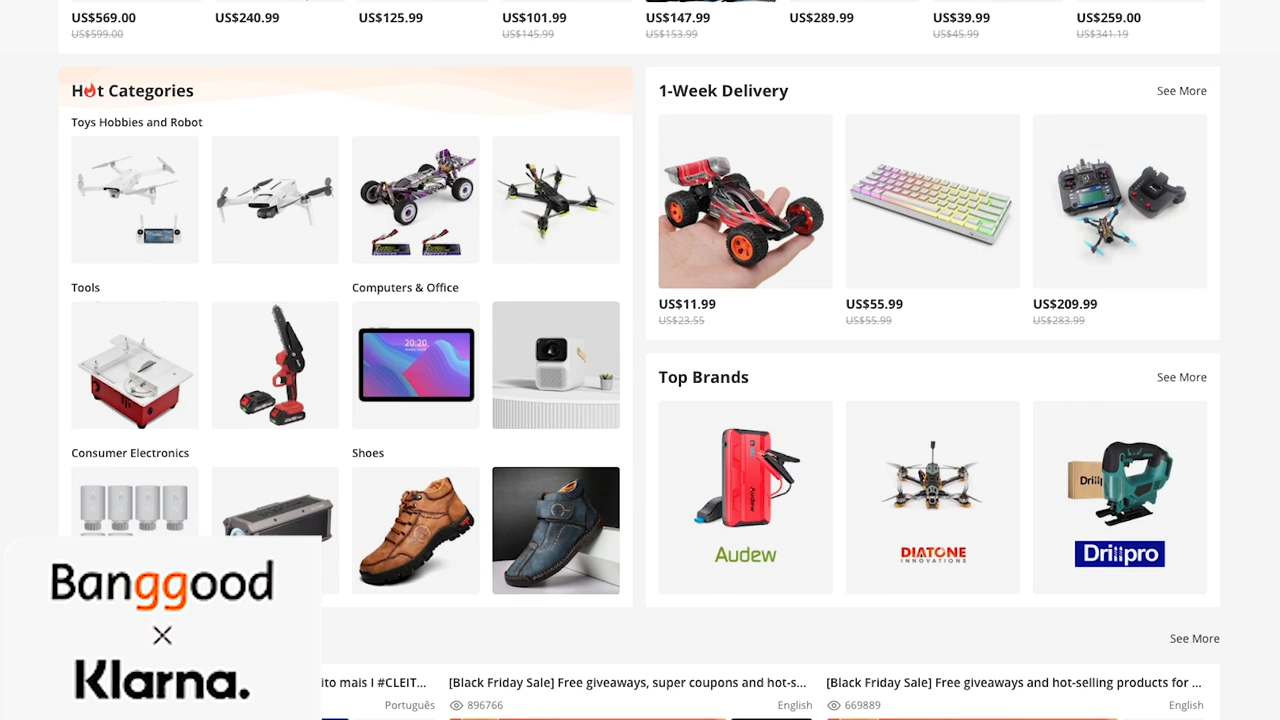 US$569.00 US$240.99 US$125.99 US$101.99 US$147.99 US$289.99 US$39.99 US$259.00
US$599.00 US$145.99 US$153.99 US$45.99 US$341.19
Hot Categories
Toys Hobbies and Robot
Tools Computers & Office
20:20
Consumer Electronics Shoes
1-Week Delivery See More
US$11.99 US$55.99 US$209.99
US$23.55 US$55.99 US$283.99
Top Brands See More
Audew
Audew
DIATONE
INNOVATIONS
Drillpro
Banggood
×
Klarna.
See More
ito mais I #CLEIT...
Português
[Black Friday Sale] Free giveaways, super coupons and hot-s...
896766 English
[Black Friday Sale] Free giveaways and hot-selling products for ...
669889 English